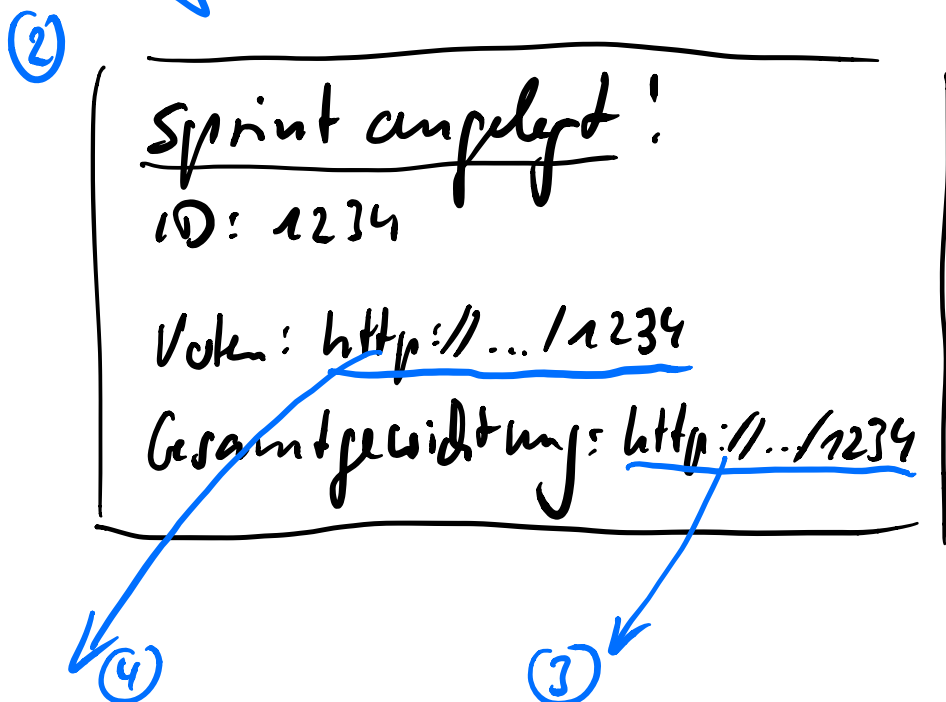 2
Sprint angelegt!
ID: 1234
Voten: http://.../1234
Gesamtgewichtung: http://.../1234
4 3